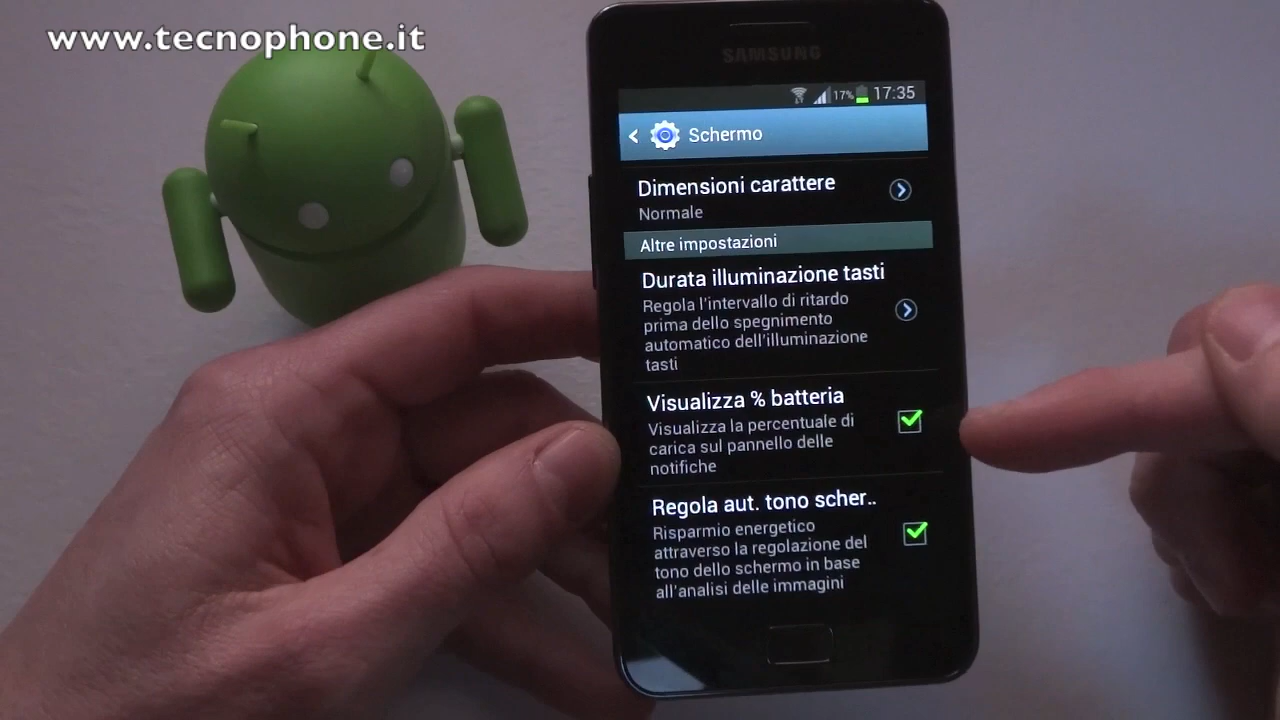 www.tecnophone.it
SAMSUNG
17% 17:35
Schermo
Dimensioni carattere
Normale
Altre impostazioni
Durata illuminazione tasti
Regola l'intervallo di ritardo
prima dello spegnimento
automatico dell'illuminazione
tasti
Visualizza % batteria
Visualizza la percentuale di
carica sul pannello delle
notifiche
Regola aut. tono scher..
Risparmio energetico
attraverso la regolazione del
tono dello schermo in base
all'analisi delle immagini